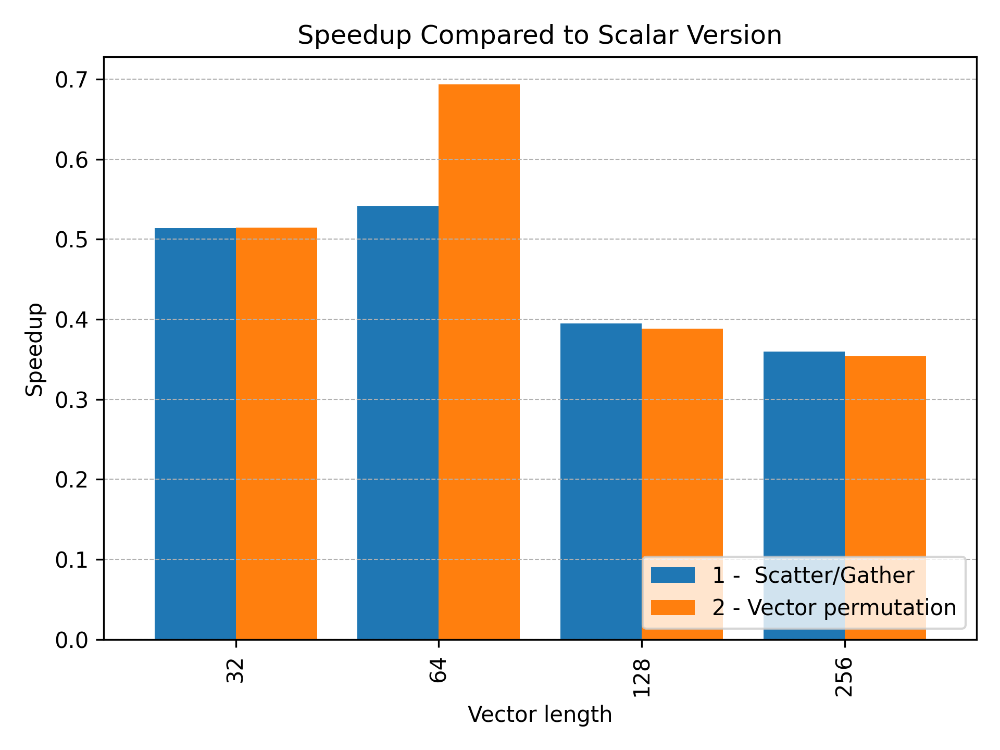 Speedup Compared to Scalar Version
Speedup
0.7
0.6
0.5
0.4
0.3
0.2
0.1
0.0
1 -  Scatter/Gather
2 - Vector permutation
32
64
128
256
Vector length